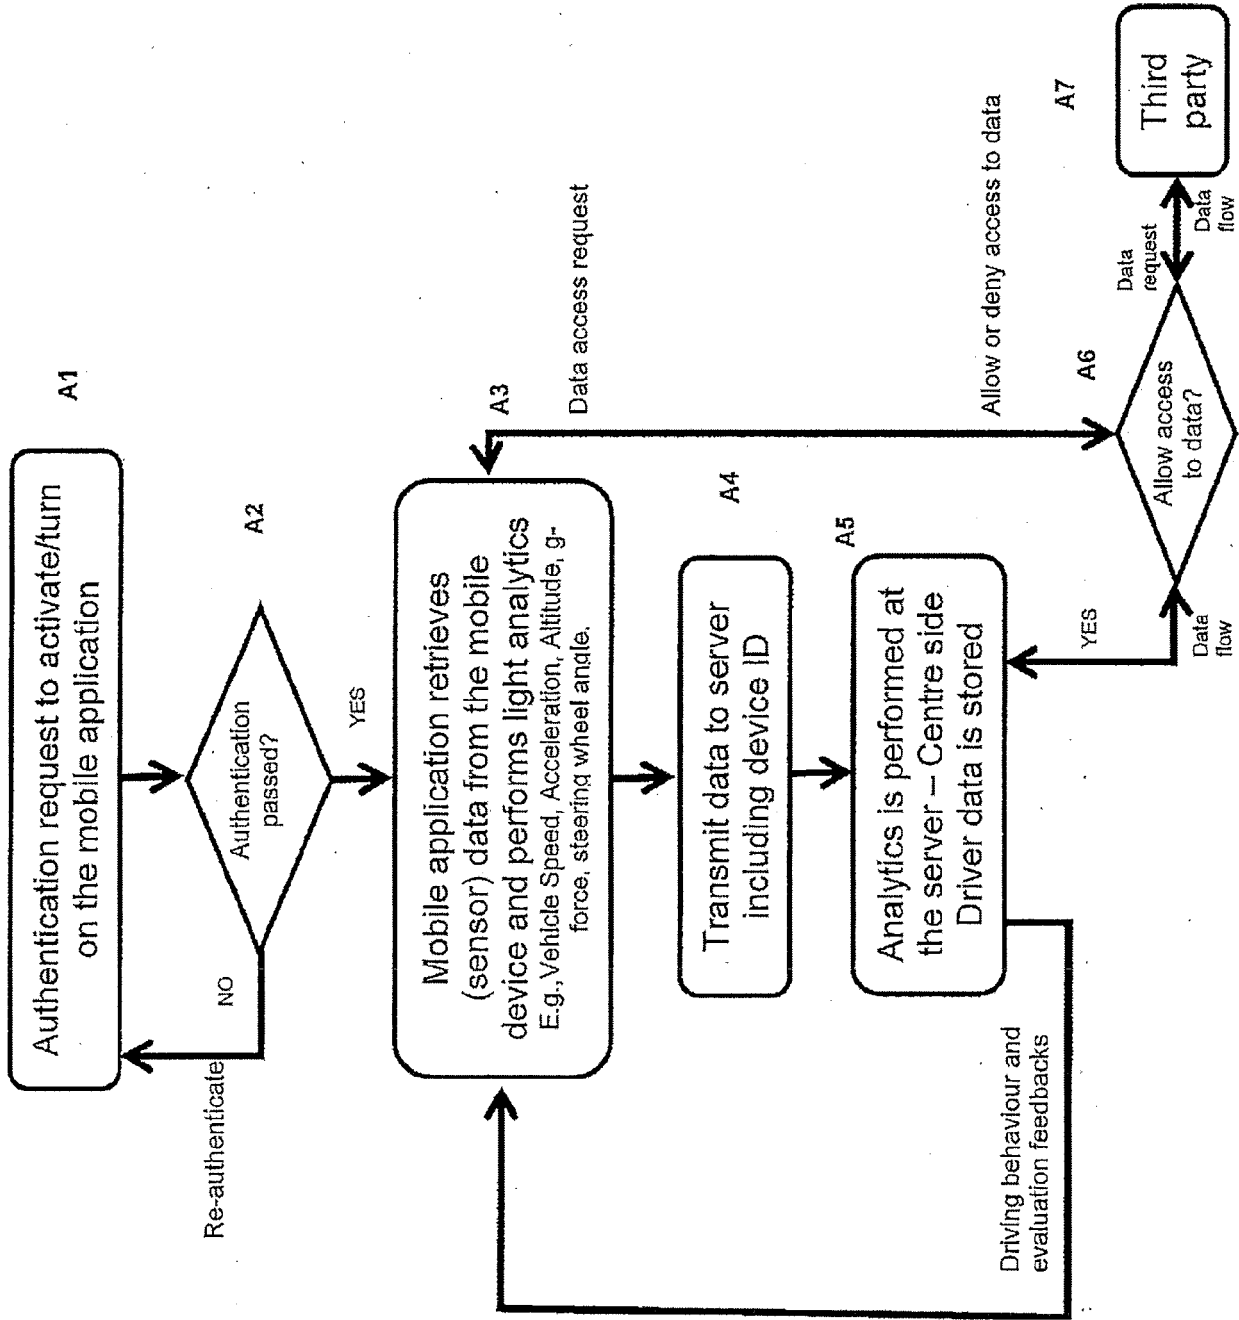 A1
Authentication request to activate/turn
on the mobile application
Re-authenticate
NO
A2
Authentication
passed?
YES
A3
Mobile application retrieves
(sensor) data from the mobile
device and performs light analytics
E.g., Vehicle Speed, Acceleration, Altitude, g-
force, steering wheel angle.
Data access request
A4
Transmit data to server
including device ID
A5
Analytics is performed at
the server – Centre side
Driver data is stored
Driving behaviour and
evaluation feedbacks
Allow or deny access to data
YES
Data
flow
A6
Allow access
to data?
Data
request
Data
flow
A7
Third
party